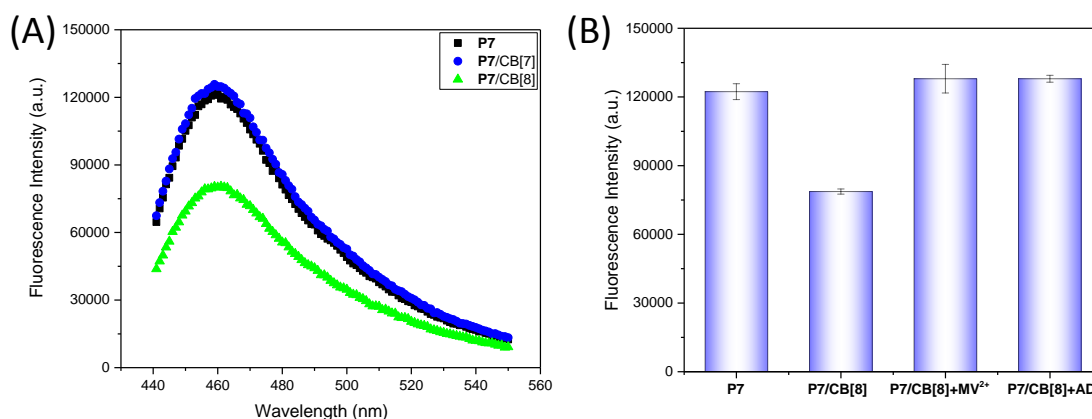 (A)
Fluorescence Intensity (a.u.)
150000
120000
90000
60000
30000
0
P7
P7/CB[7]
P7/CB[8]
440 460 480 500 520 540 560
Wavelength (nm)
(B)
Fluorescence Intensity (a.u.)
150000
120000
90000
60000
30000
0
P7 P7/CB[8] P7/CB[8]+MV²⁺ P7/CB[8]+AD